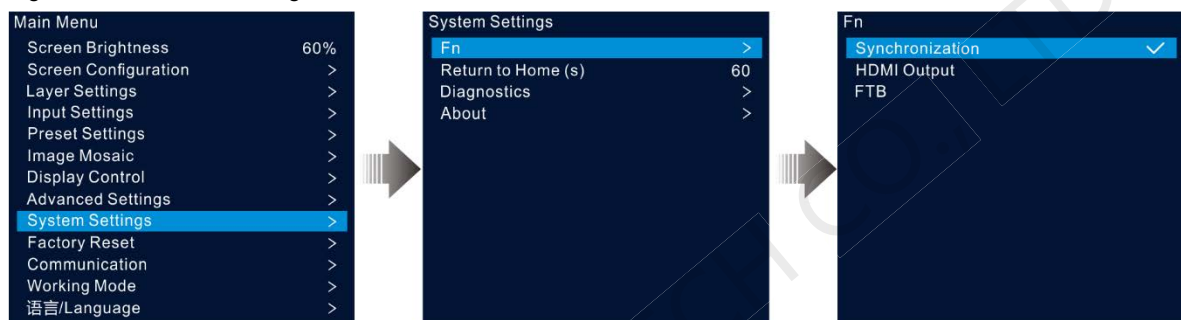 Main Menu
Screen Brightness 60%
Screen Configuration >
Layer Settings >
Input Settings >
Preset Settings >
Image Mosaic >
Display Control >
Advanced Settings >
System Settings >
Factory Reset >
Communication >
Working Mode >
语言/Language >
System Settings
Fn >
Return to Home (s) 60
Diagnostics >
About >
Fn
Synchronization ✓
HDMI Output
FTB